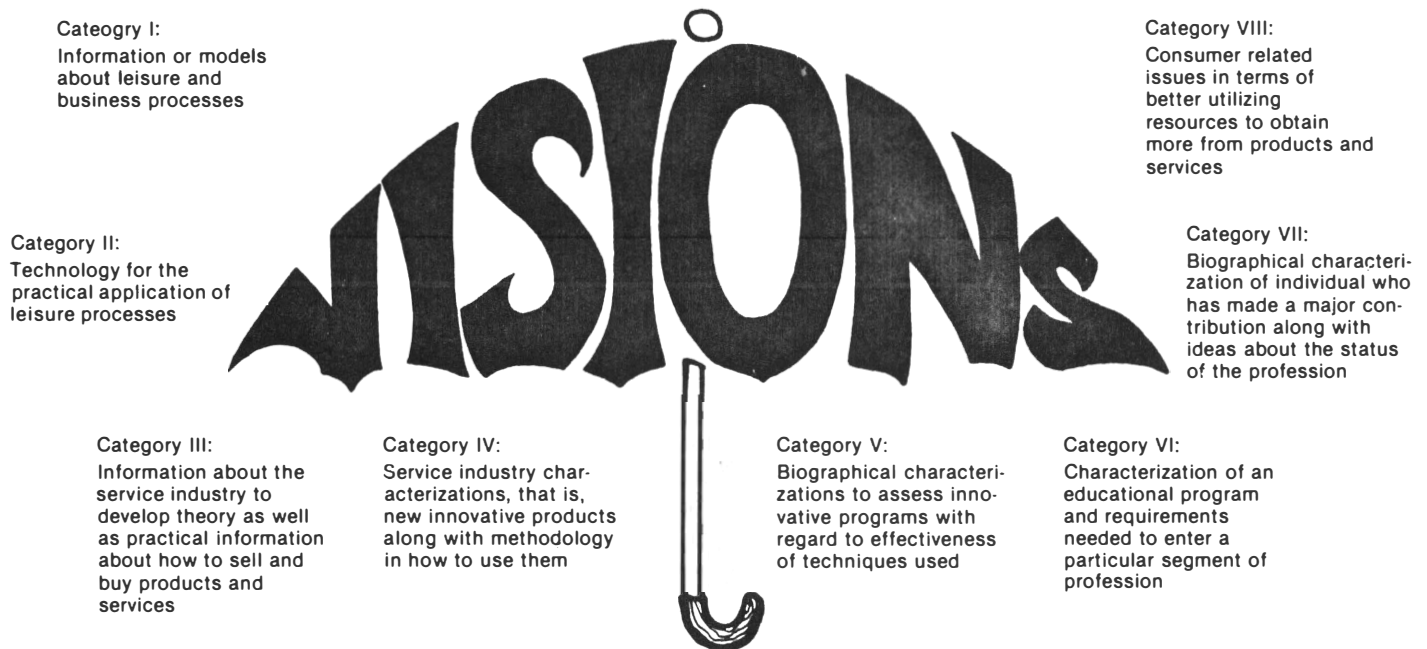 Cateogry I:
Information or models
about leisure and
business processes
Category II:
Technology for the
practical application of
leisure processes
Category III:
Information about the
service industry to
develop theory as well
as practical information
about how to sell and
buy products and
services
VISIONs
Category IV:
Service industry char-
acterizations, that is,
new innovative products
along with methodology
in how to use them
Category V:
Biographical characteri-
zations to assess inno-
vative programs with
regard to effectiveness
of techniques used
Category VI:
Characterization of an
educational program
and requirements
needed to enter a
particular segment of
profession
Category VII:
Biographical characteri-
zation of individual who
has made a major con-
tribution along with
ideas about the status
of the profession
Category VIII:
Consumer related
issues in terms of
better utilizing
resources to obtain
more from products and
services